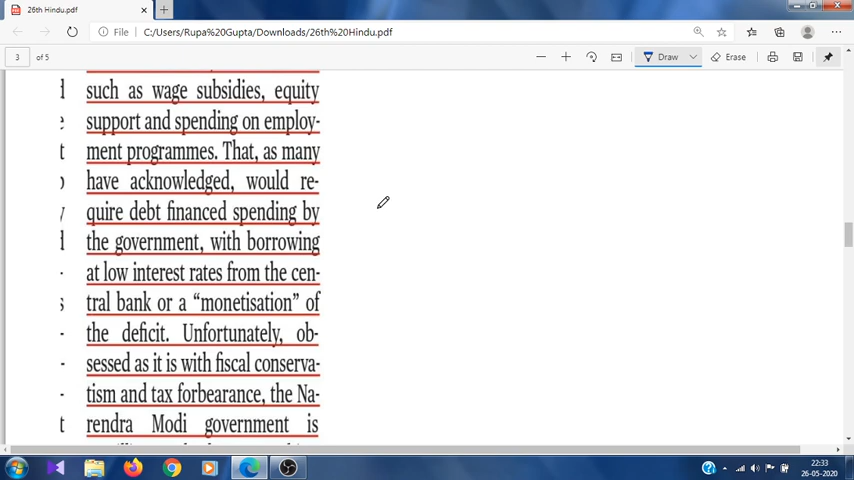 26th Hindu.pdf
File
C:/Users/Rupa%20Gupta/Downloads/26th%20Hindu.pdf
3 of 5
Draw
Erase
d such as wage subsidies, equity
e support and spending on employ-
t ment programmes. That, as many
have acknowledged, would re-
y quire debt financed spending by
d the government, with borrowing
- at low interest rates from the cen-
s tral bank or a “monetisation” of
- the deficit. Unfortunately, ob-
- sessed as it is with fiscal conserva-
- tism and tax forbearance, the Na-
t rendra Modi government is
22:33
26-05-2020